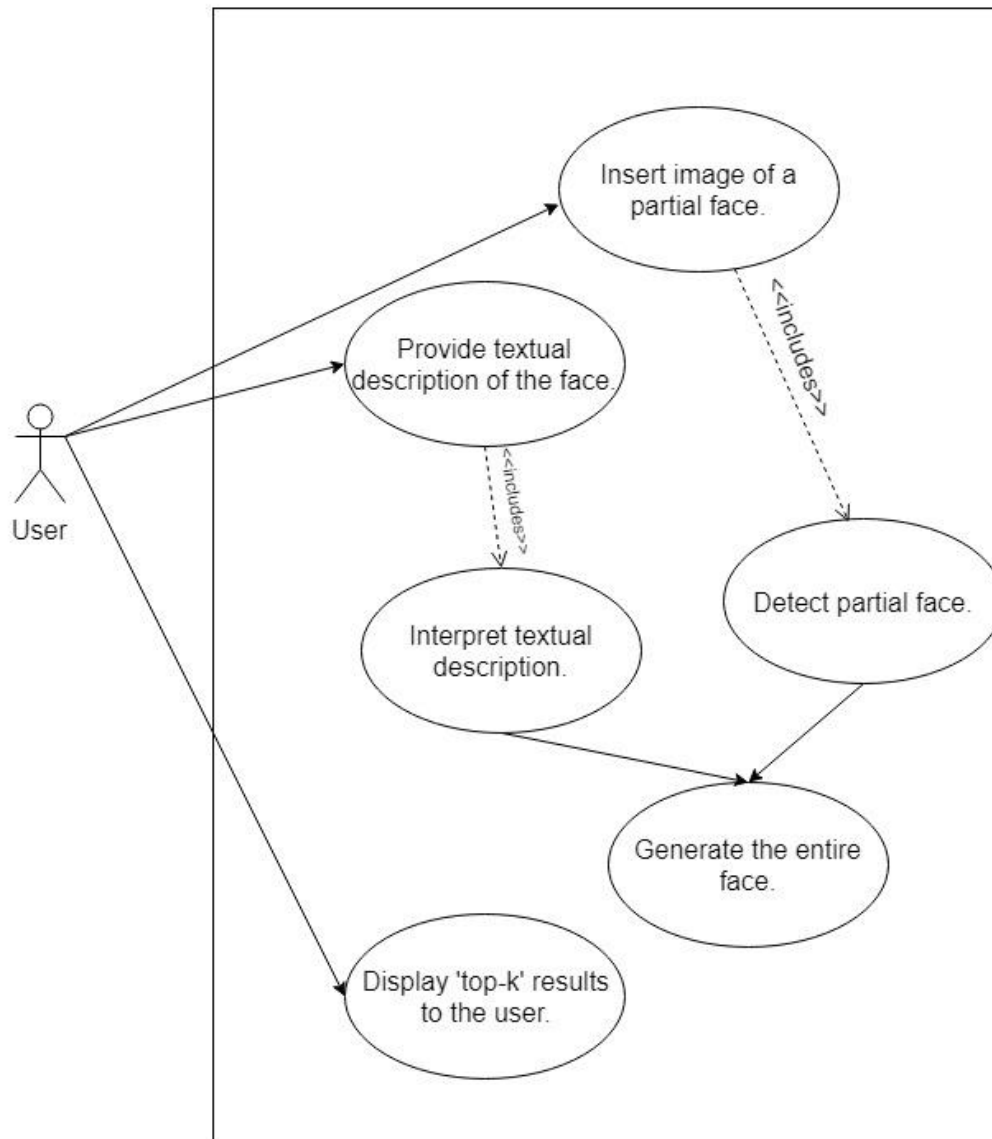 Insert image of a
partial face.
<<includes>>
Provide textual
description of the face.
<<includes>>
User
Interpret textual
description.
Detect partial face.
Generate the entire
face.
Display 'top-k' results
to the user.